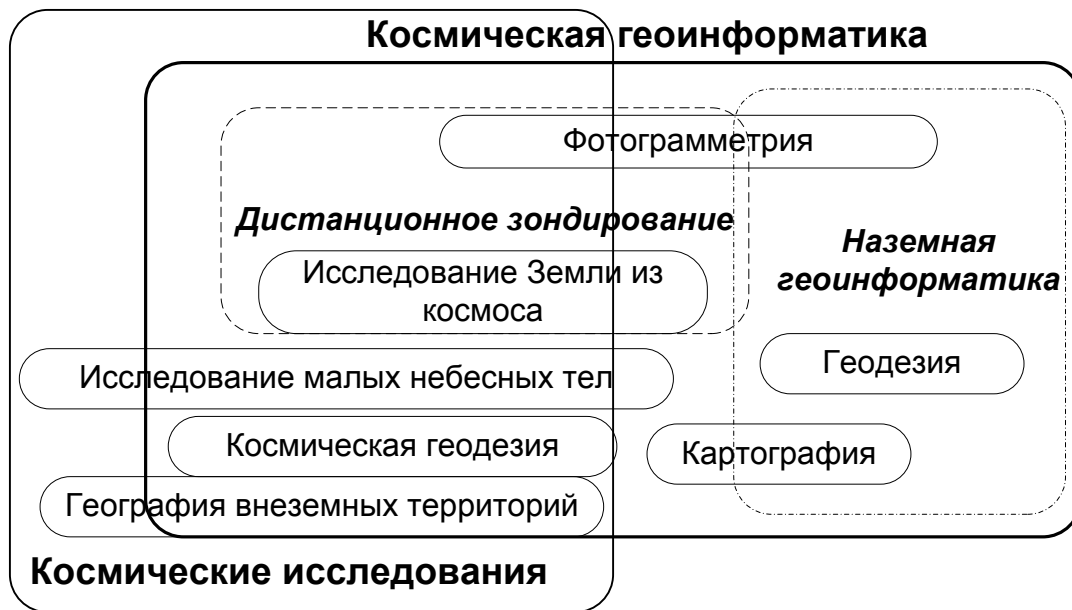 Космическая геоинформатика
Фотограмметрия
Дистанционное зондирование
Наземная
геоинформатика
Исследование Земли из
космоса
Геодезия
Исследование малых небесных тел
Космическая геодезия
Картография
География внеземных территорий
Космические исследования